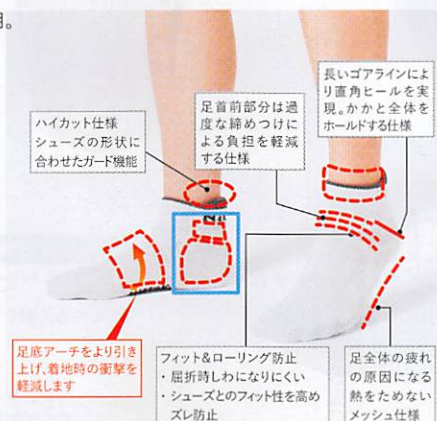 用。
ハイカット仕様
シューズの形状に
合わせたガード機能
足首前部分は過
度な締めつけに
よる負担を軽減
する仕様
長いゴアラインによ
り直角ヒールを実
現。かかと全体を
ホールドする仕様
足底アーチをより引き
上げ、着地時の衝撃を
軽減します
フィット&ローリング防止
・屈折時しわになりにくい
・シューズとのフィット性を高め
ズレ防止
足全体の疲れ
の原因になる
熱をためない
メッシュ仕様